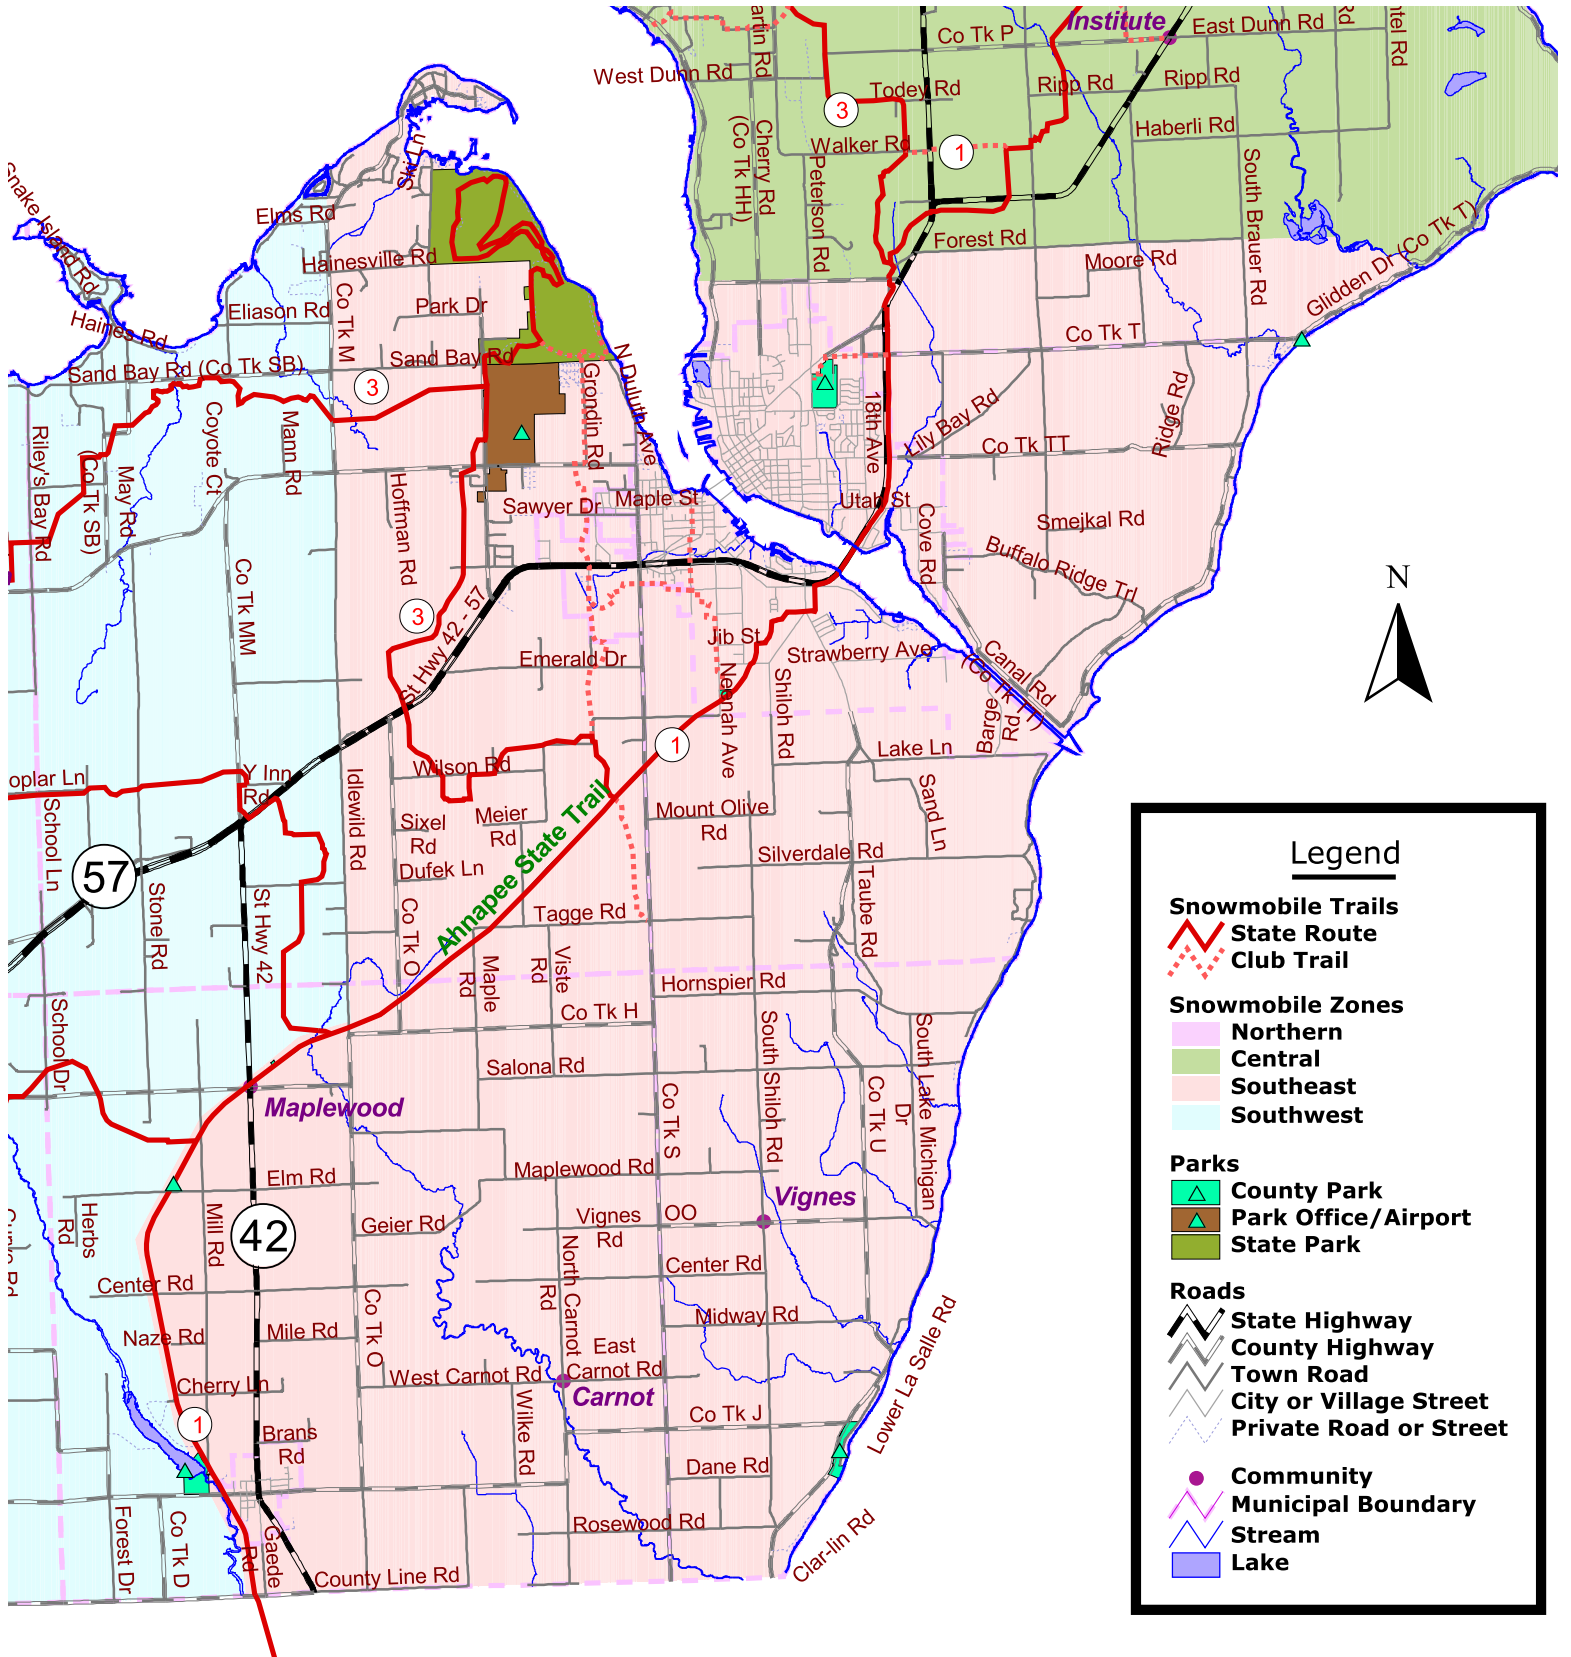 Institute
East Dunn Rd
Co Tk P
West Dunn Rd
Todey Rd
Ripp Rd
Ripp Rd
3
Haberli Rd
Walker Rd
1
Cherry Rd
(Co Tk HH)
Peterson Rd
South Brauer Rd
Ski Ln
Snake Island Rd
Elms Rd
Hainesville Rd
Forest Rd
Moore Rd
Glidden Dr (Co Tk T)
Co Tk M
Eliason Rd
Park Dr
Haines Rd
Co Tk T
Sand Bay Rd (Co Tk SB)
Sand Bay Rd
3
N Duluth Ave
Grondin Rd
18th Ave
Lily Bay Rd
Ridge Rd
Co Tk TT
Coyote Ct
Mann Rd
Riley's Bay Rd
(Co Tk SB)
May Rd
Hoffman Rd
Sawyer Dr
Maple St
Utah St
Cove Rd
Smejkal Rd
Buffalo Ridge Trl
Co Tk MM
N
3
St Hwy 42 - 57
Jib St
Emerald Dr
Strawberry Ave
Canal Rd
(Co Tk TT)
Neenah Ave
Shiloh Rd
Barge
Rd
1
Lake Ln
Wilson Rd
Y Inn
Rd
oplar Ln
Idlewild Rd
School Ln
Sixel
Rd
Meier
Rd
Ahnapee State Trail
Mount Olive
Rd
Sand Ln
Dufek Ln
Silverdale Rd
57
Stone Rd
St Hwy 42
Co Tk O
Tagge Rd
Taube Rd
Maple
Rd
Viste
Rd
Hornspier Rd
School Dr
Co Tk H
South Shiloh Rd
South Lake Michigan
Dr
Salona Rd
Co Tk S
Co Tk U
Maplewood
Maplewood Rd
Elm Rd
Vignes
Herbs
Rd
Mill Rd
42
Geier Rd
Vignes
Rd
OO
Center Rd
North Carnot
Rd
Center Rd
Co Tk O
Midway Rd
Naze Rd
Mile Rd
East
Carnot Rd
West Carnot Rd
Lower La Salle Rd
Cherry Ln
Carnot
1
Brans
Rd
Wilke Rd
Co Tk J
Dane Rd
Forest Dr
Co Tk D
Gaede
Rd
Rosewood Rd
County Line Rd
Clar-lin Rd
Legend
Snowmobile Trails
State Route
Club Trail
Snowmobile Zones
Northern
Central
Southeast
Southwest
Parks
County Park
Park Office/Airport
State Park
Roads
State Highway
County Highway
Town Road
City or Village Street
Private Road or Street
Community
Municipal Boundary
Stream
Lake